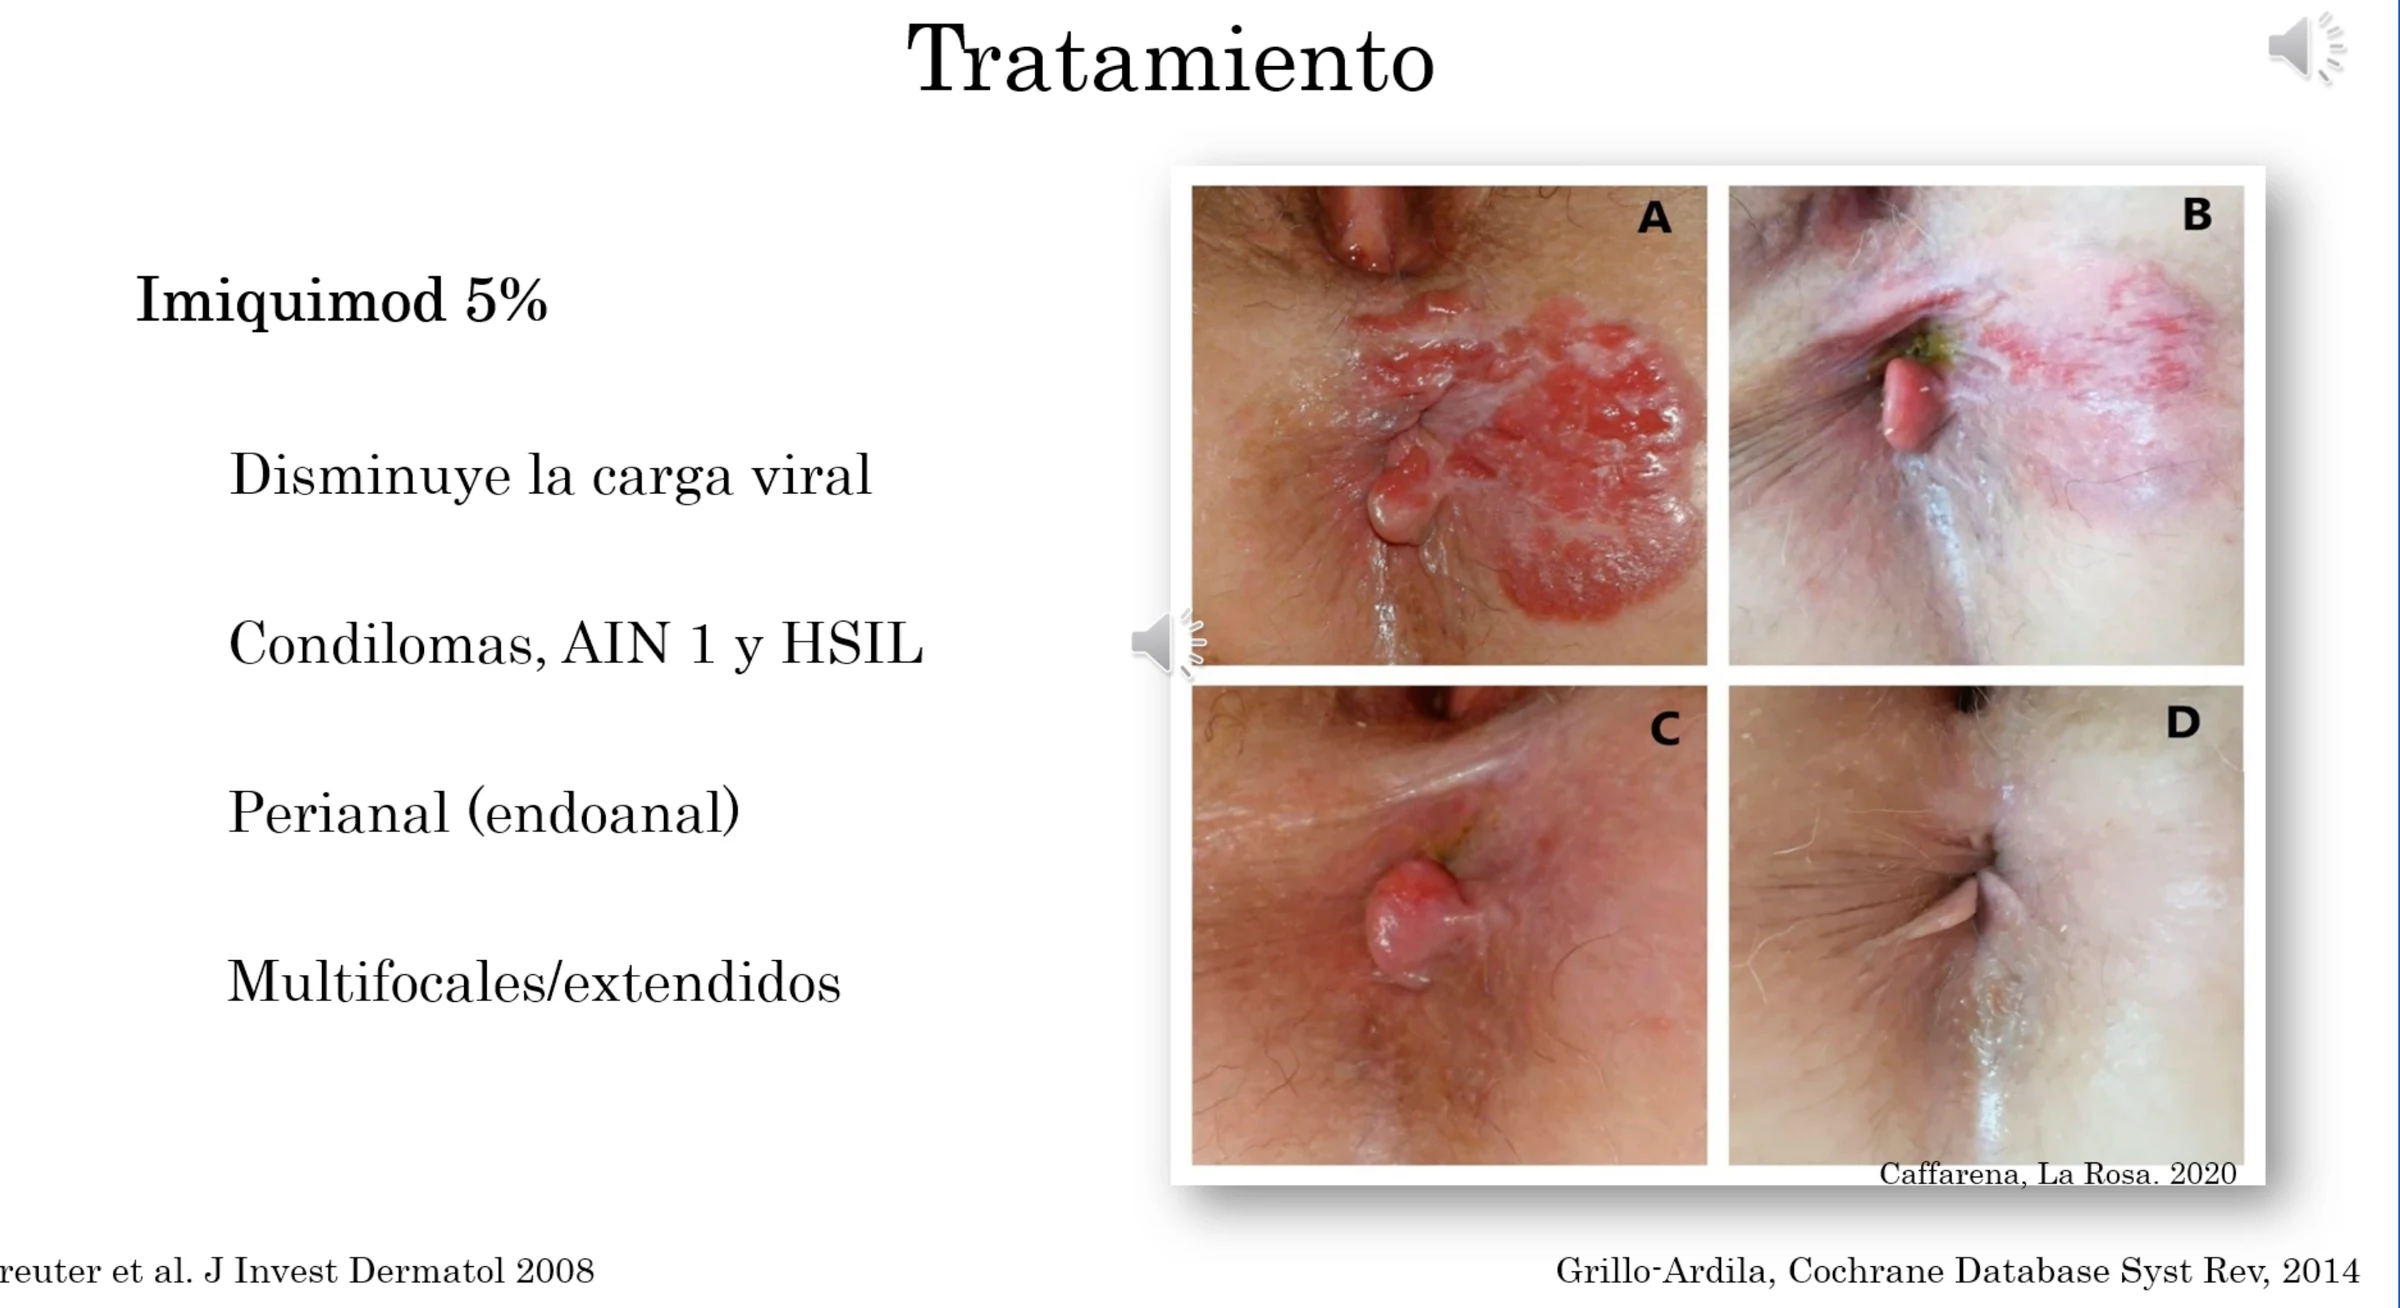 Tratamiento
Imiquimod 5%
Disminuye la carga viral
Condilomas, AIN 1 y HSIL
Perianal (endoanal)
Multifocales/extendidos
A
B
C
D
Caffarena, La Rosa. 2020
reuter et al. J Invest Dermatol 2008
Grillo-Ardila, Cochrane Database Syst Rev, 2014